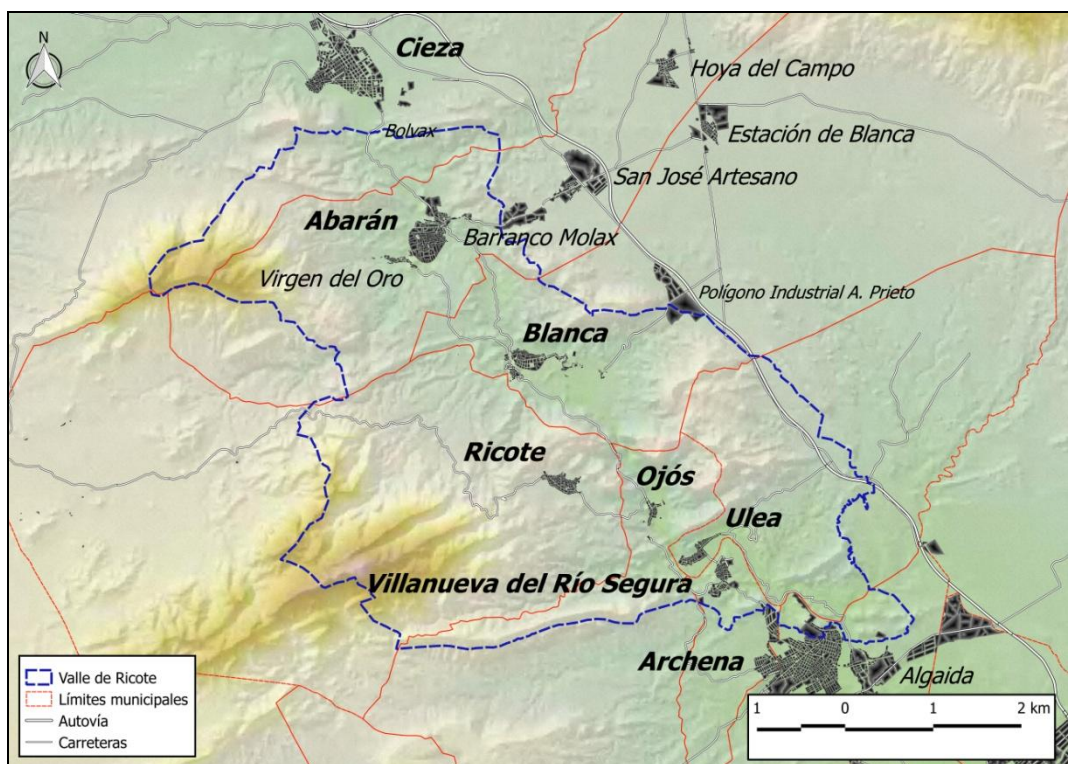 N
Cieza
Hoya del Campo
Bolvax
Estación de Blanca
San José Artesano
Abarán
Barranco Molax
Virgen del Oro
Polígono Industrial A. Prieto
Blanca
Ricote
Ojós
Ulea
Villanueva del Río Segura
Archena
Algaida
Valle de Ricote
Límites municipales
Autovía
Carreteras
1 0 1 2 km